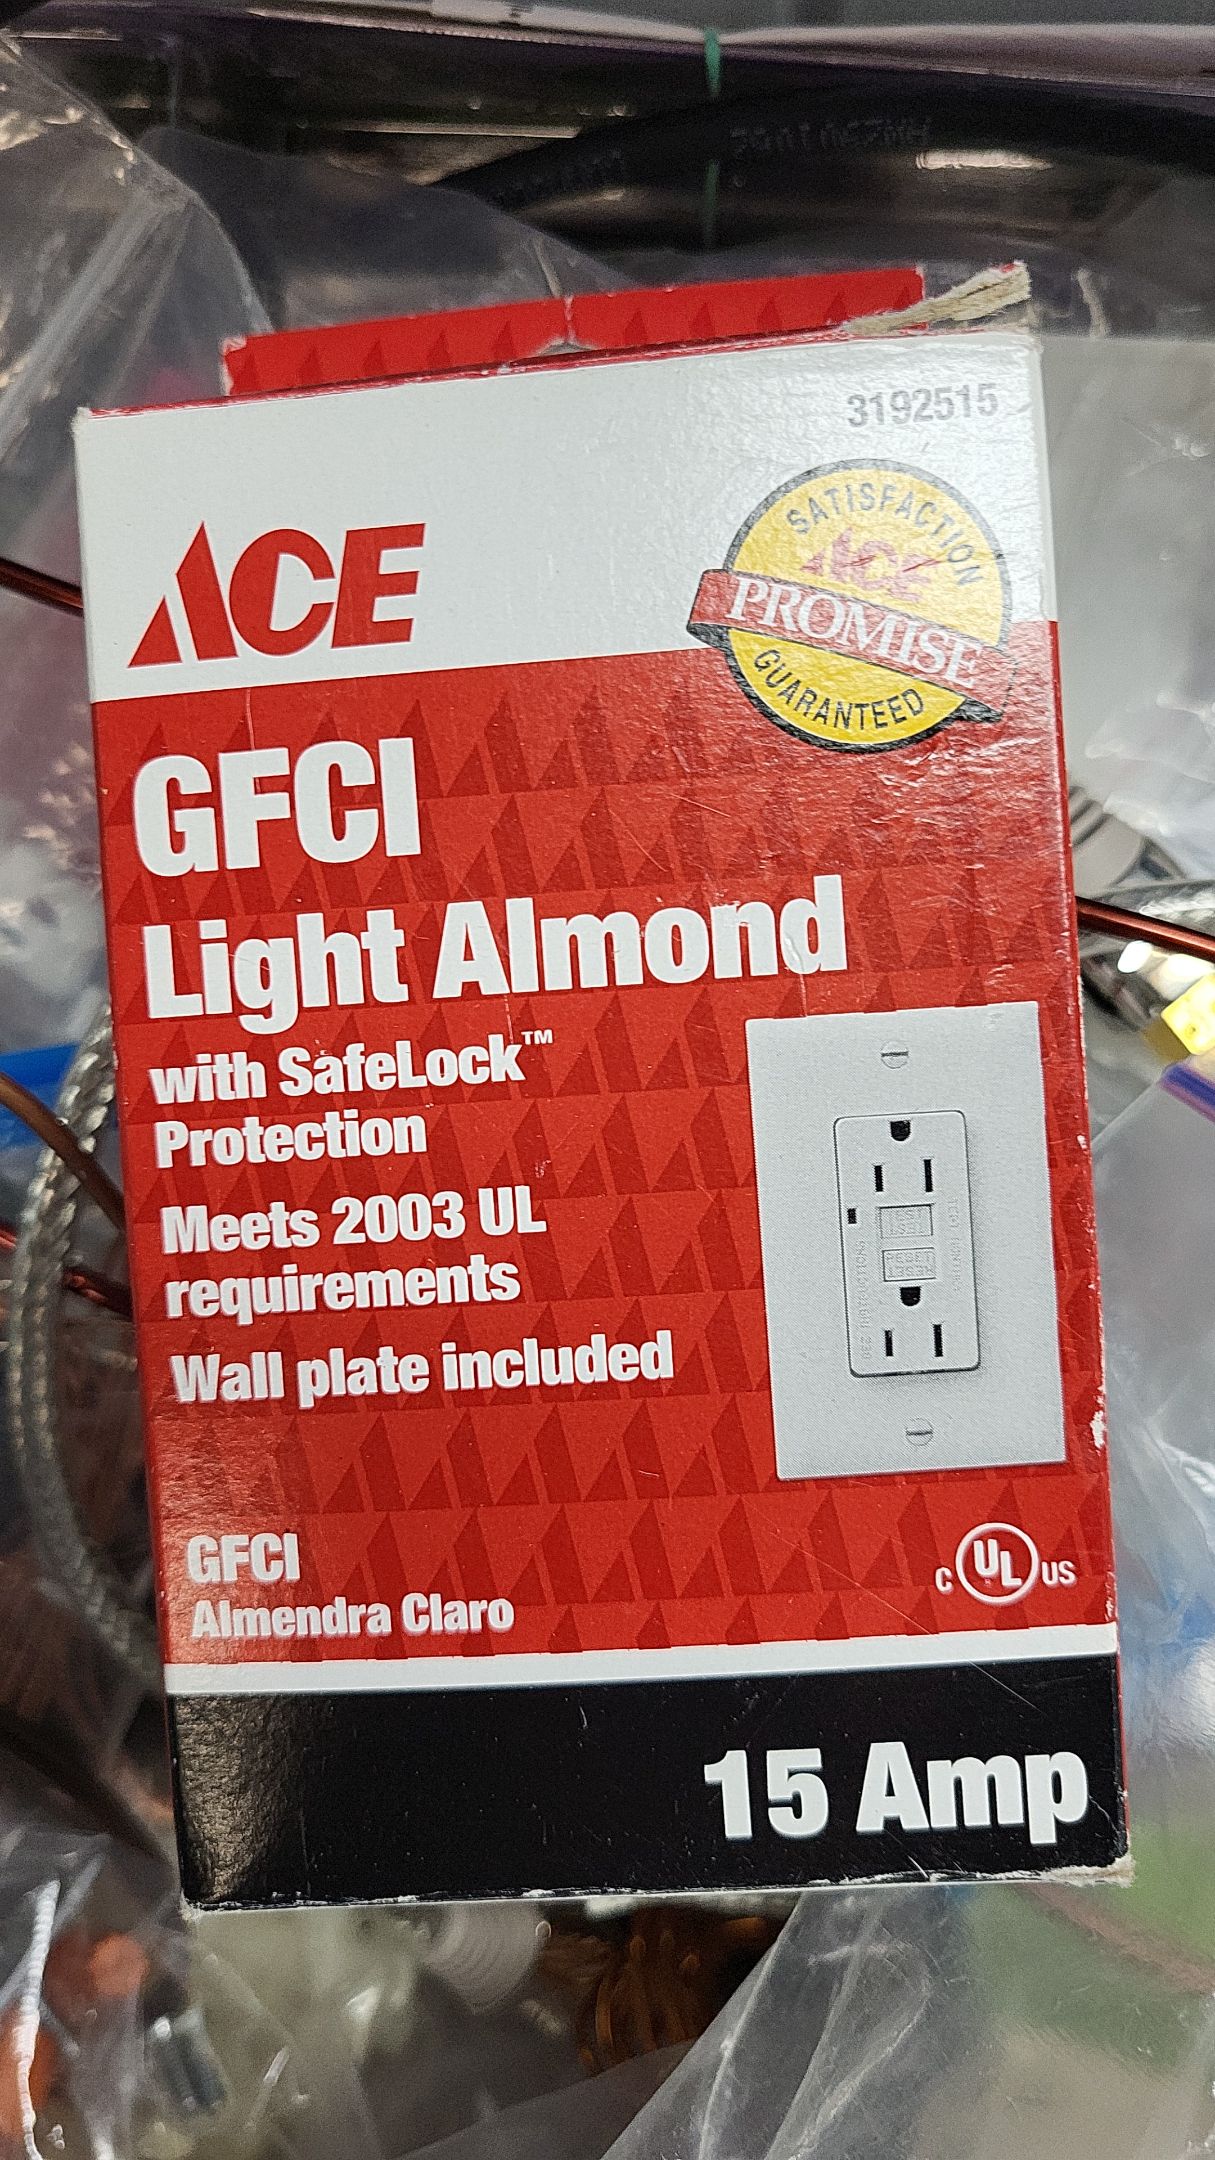 3192515
ACE
SATISFACTION
ACE
PROMISE
GUARANTEED
GFCI
Light Almond
with SafeLock™
Protection
Meets 2003 UL
requirements
Wall plate included
GFCI
Almendra Claro
C UL US
15 Amp